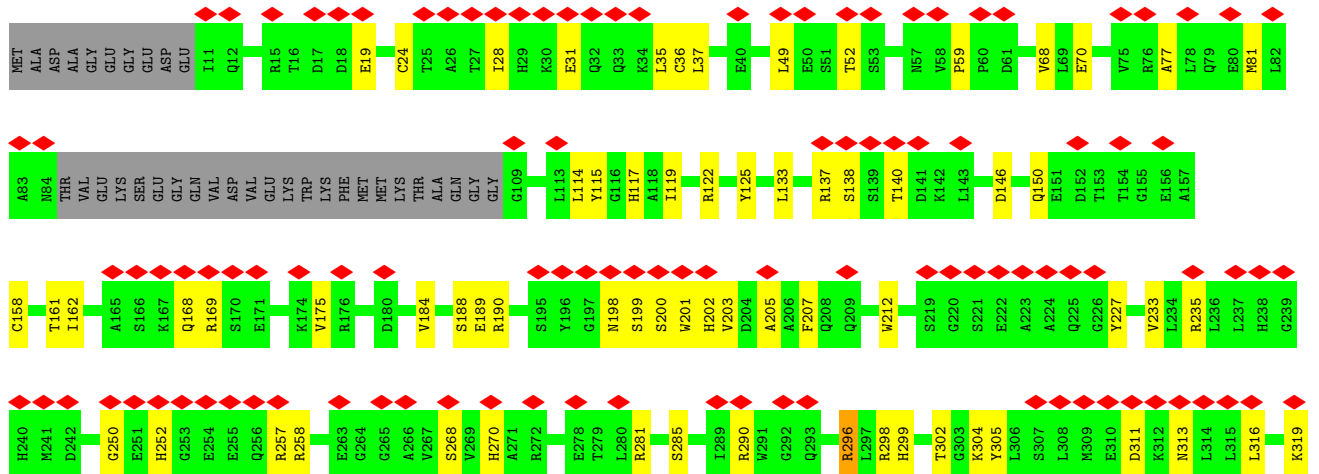 MET ALA ASP ALA GLY GLU GLY GLU ASP GLU I11 Q12 R15 T16 D17 D18 E19 C24 T25 A26 T27 I28 H29 K30 E31 Q32 Q33 K34 L35 C36 L37 E40 L49 E50 S51 T52 S53 N57 V58 P59 P60 D61 V68 L69 E70 V75 R76 A77 L78 Q79 E80 M81 L82
A83 N84 THR VAL GLU LYS SER GLU GLY GLN VAL ASP VAL GLU LYS TRP LYS PHE MET MET LYS THR ALA GLN GLY GLY G109 L113 L114 Y115 G116 H117 A118 I119 R122 Y125 L133 R137 S138 S139 T140 D141 K142 L143 D146 Q150 E151 D152 T153 T154 G155 E156 A157
C158 T161 I162 A165 S166 K167 Q168 R169 S170 E171 K174 V175 R176 D180 V184 S188 E189 R190 S195 Y196 G197 N198 S199 S200 W201 H202 V203 D204 A205 A206 F207 Q208 Q209 W212 S219 G220 S221 E222 A223 A224 Q225 G226 Y227 V233 L234 R235 L236 L237 H238 G239
H240 M241 D242 G250 E251 H252 G253 E254 E255 Q256 R257 R258 E263 G264 G265 A266 V267 S268 V269 H270 A271 R272 E278 T279 L280 R281 S285 I289 R290 W291 G292 Q293 R296 L297 R298 H299 T302 G303 K304 Y305 L306 S307 L308 M309 E310 D311 K312 N313 L314 L315 L316 K319